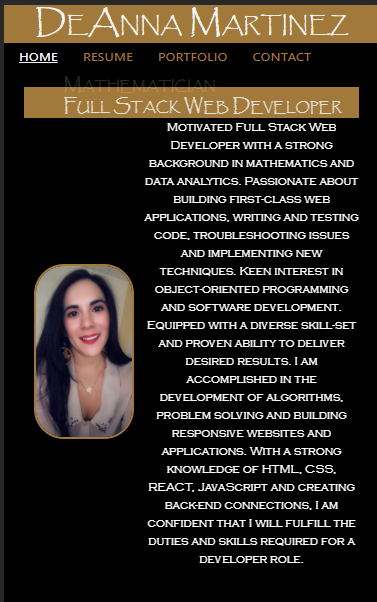 DeAnna Martinez
HOME RESUME PORTFOLIO CONTACT
Mathematician
Full Stack Web Developer
Motivated Full Stack Web
Developer with a strong
background in mathematics and
data analytics. Passionate about
building first-class web
applications, writing and testing
code, troubleshooting issues
and implementing new
techniques. Keen interest in
object-oriented programming
and software development.
Equipped with a diverse skill-set
and proven ability to deliver
desired results. I am
accomplished in the
development of algorithms,
problem solving and building
responsive websites and
applications. With a strong
knowledge of HTML, CSS,
REACT, JavaScript and creating
back-end connections, I am
confident that I will fulfill the
duties and skills required for a
developer role.